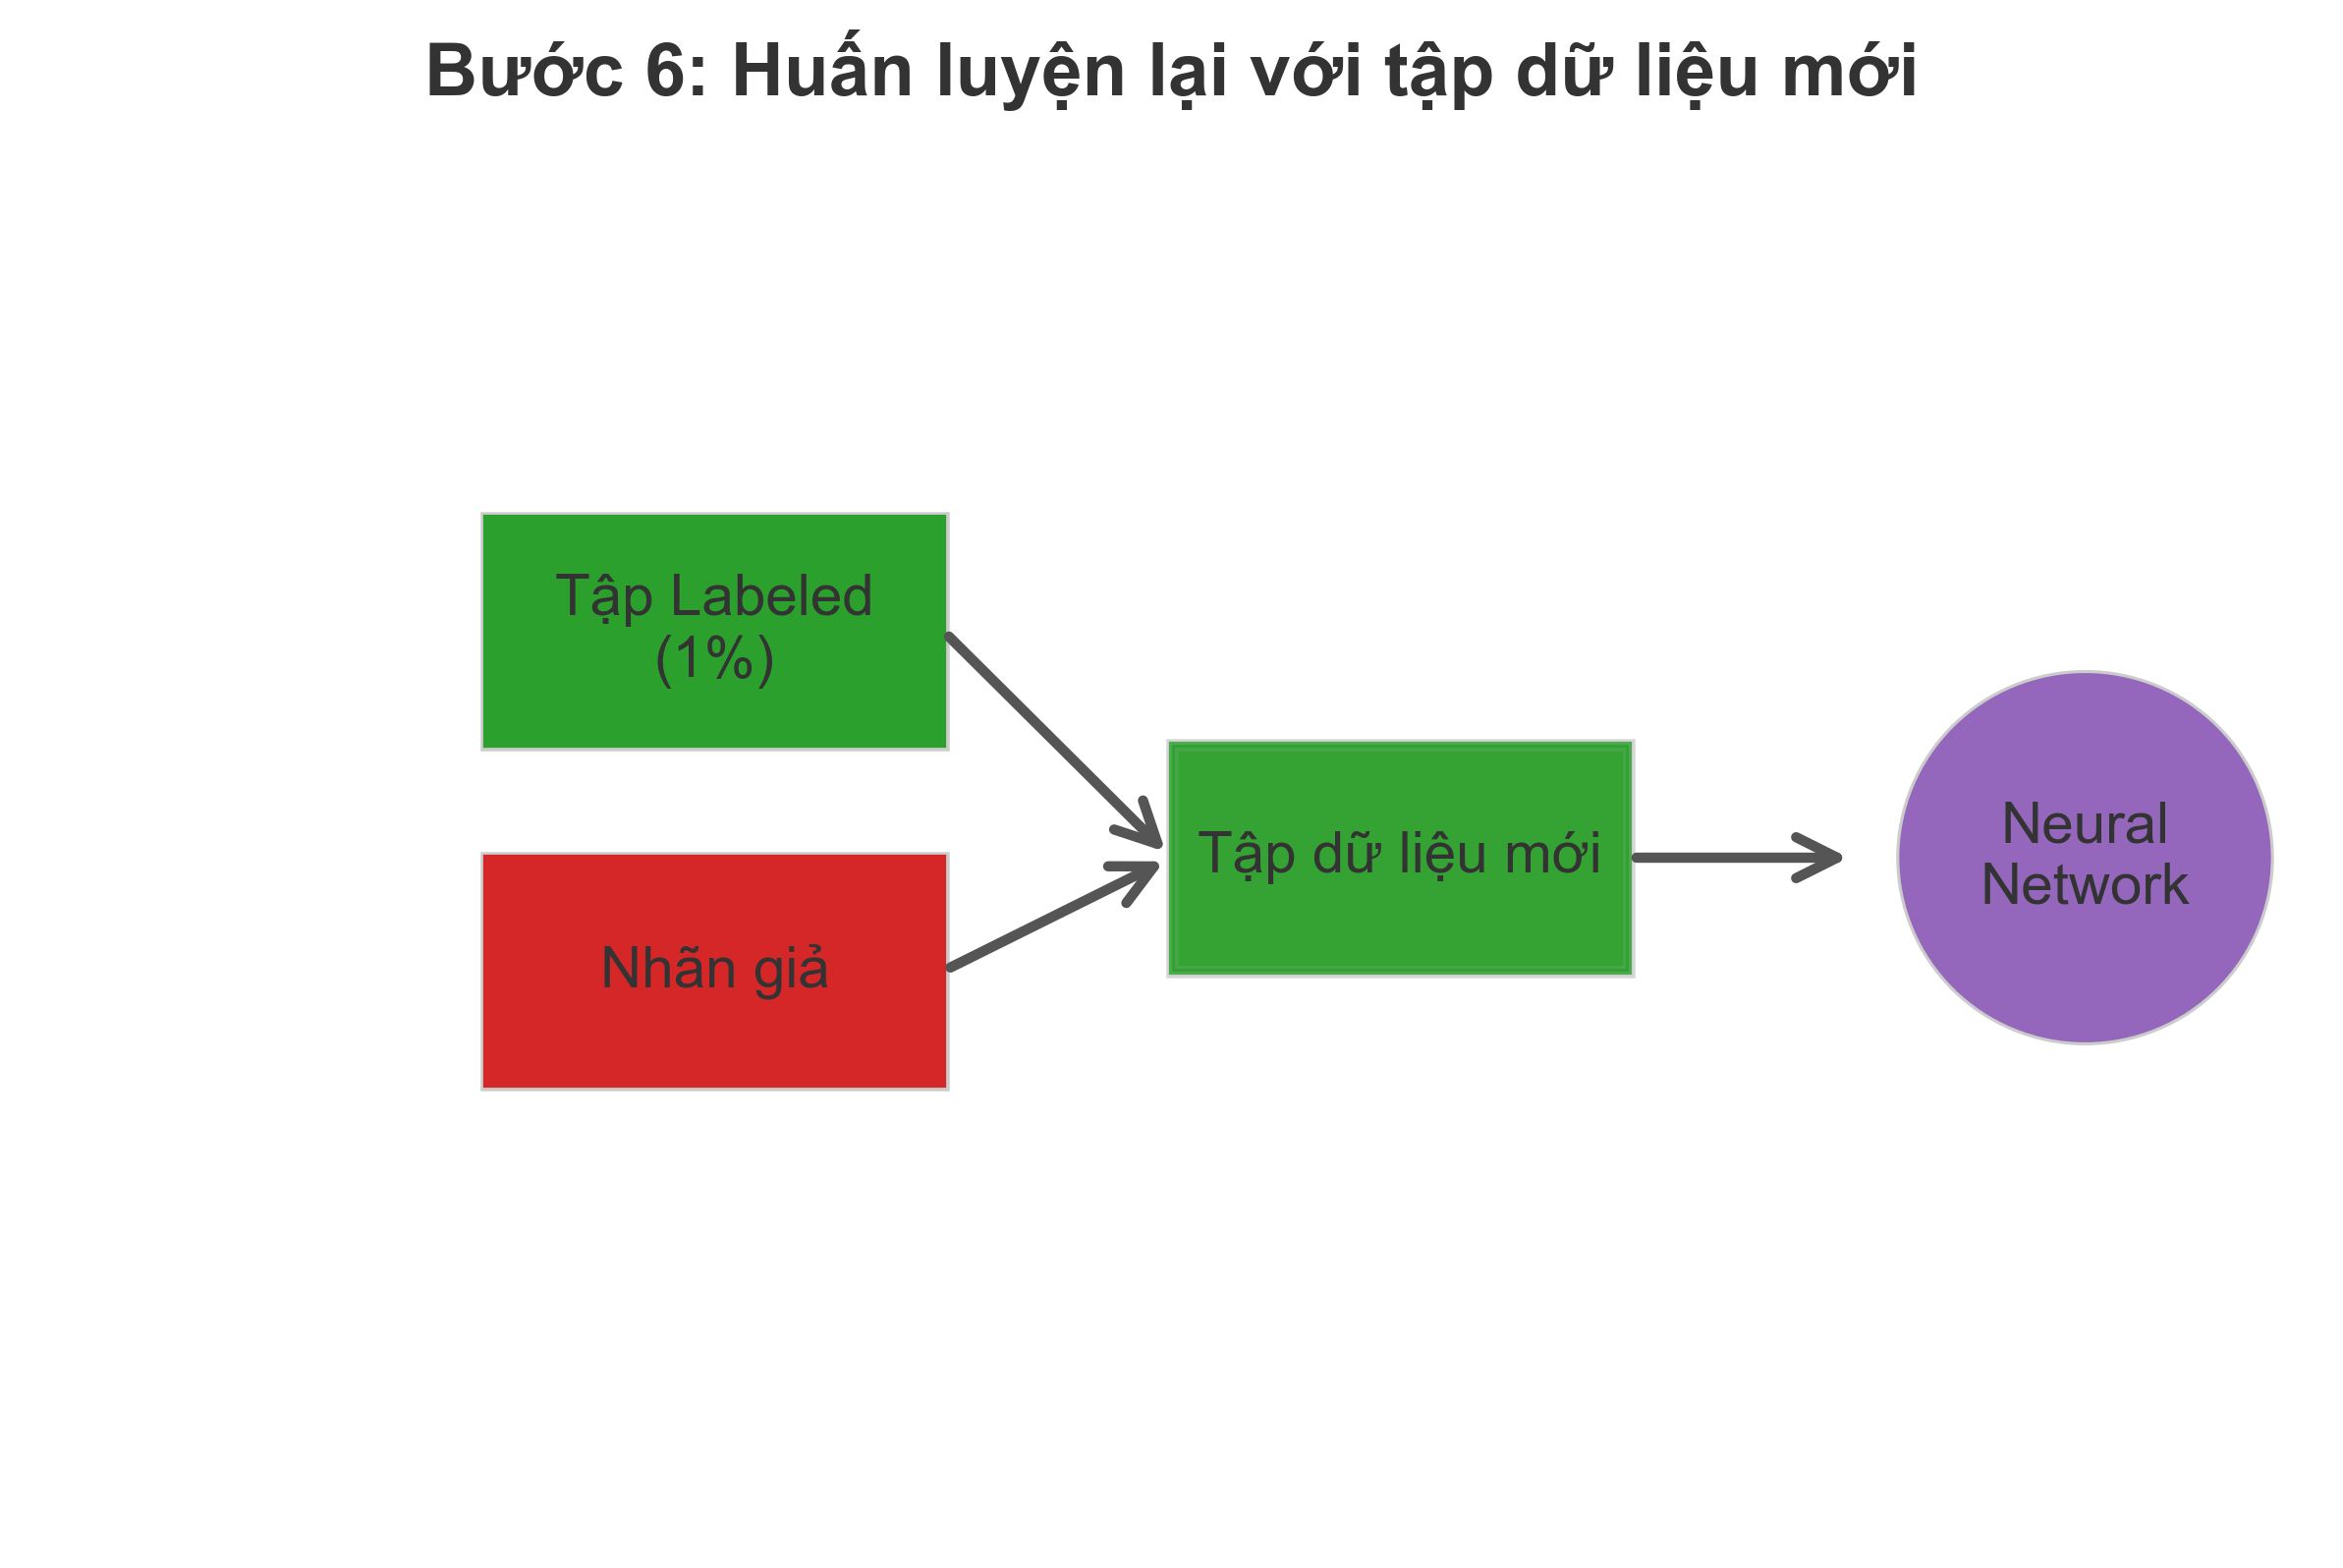 Bước 6: Huấn luyện lại với tập dữ liệu mới
Tập Labeled
(1%)
Nhãn giả
Tập dữ liệu mới
Neural
Network